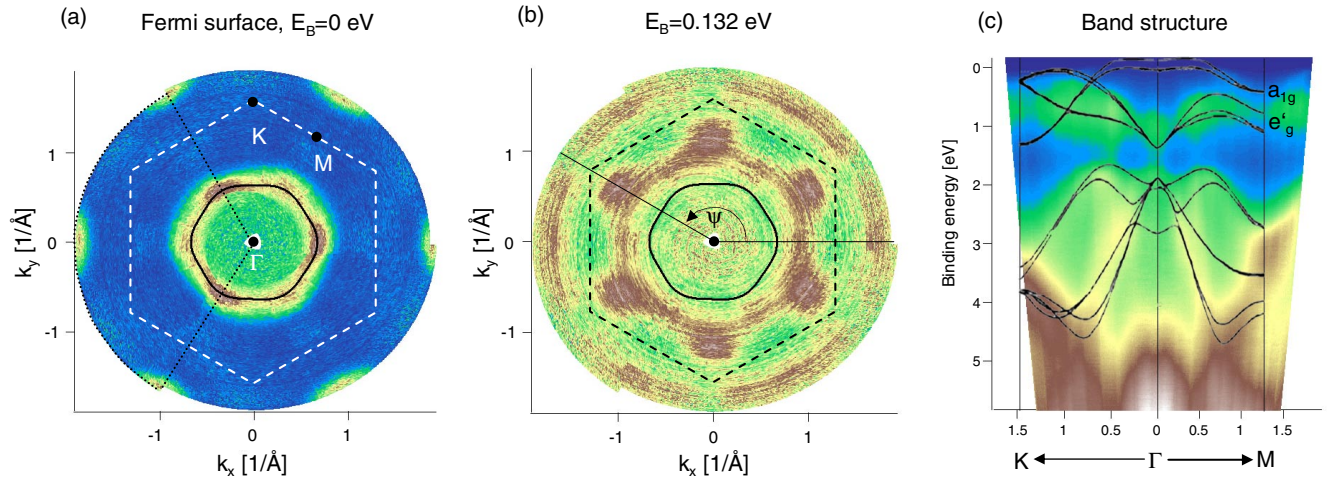 (a) Fermi surface, E_B=0 eV
K
M
Γ
1
0
-1
k_y [1/Å]
-1 0 1
k_x [1/Å]
(b) E_B=0.132 eV
Ψ
1
0
-1
k_y [1/Å]
-1 0 1
k_x [1/Å]
(c) Band structure
a_{1g}
e'_g
0
1
2
3
4
5
Binding energy [eV]
1.5 1 0.5 0 0.5 1 1.5
K Γ M